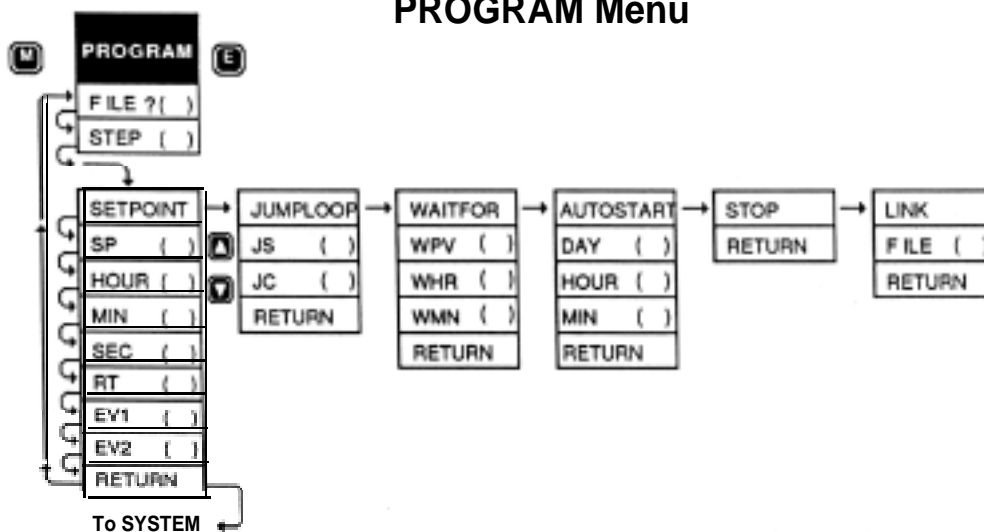 PROGRAM Menu
M
PROGRAM
E
FILE ?( )
STEP ( )
SETPOINT
SP ( )
HOUR ( )
MIN ( )
SEC ( )
RT ( )
EV1 ( )
EV2 ( )
RETURN
To SYSTEM
JUMPLOOP
JS ( )
JC ( )
RETURN
WAITFOR
WPV ( )
WHR ( )
WMN ( )
RETURN
AUTOSTART
DAY ( )
HOUR ( )
MIN ( )
RETURN
STOP
RETURN
LINK
FILE ( )
RETURN